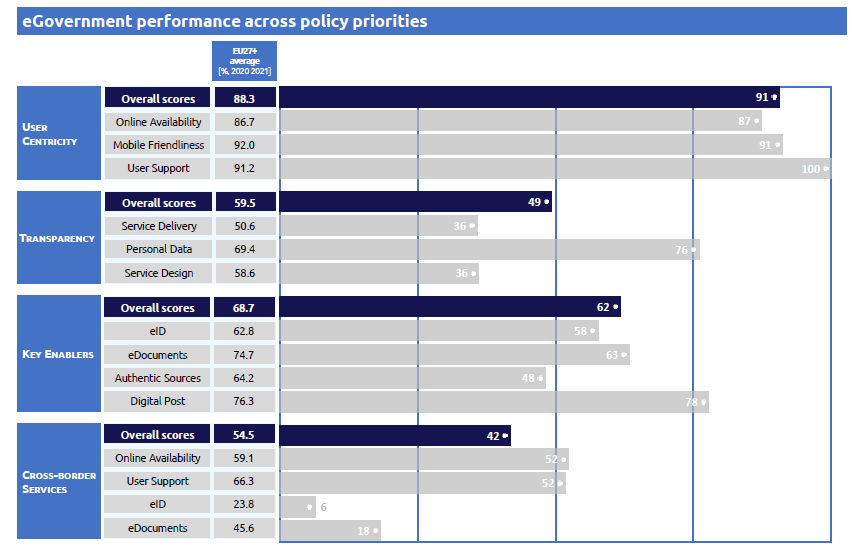 eGovernment performance across policy priorities
EU27+
average
[%, 2020 2021]
USER
CENTRICITY
Overall scores 88.3 91
Online Availability 86.7 87
Mobile Friendliness 92.0 91
User Support 91.2 100
TRANSPARENCY
Overall scores 59.5 49
Service Delivery 50.6 36
Personal Data 69.4 76
Service Design 58.6 36
KEY ENABLERS
Overall scores 68.7 62
eID 62.8 58
eDocuments 74.7 63
Authentic Sources 64.2 48
Digital Post 76.3 78
CROSS-BORDER
SERVICES
Overall scores 54.5 42
Online Availability 59.1 52
User Support 66.3 52
eID 23.8 6
eDocuments 45.6 18